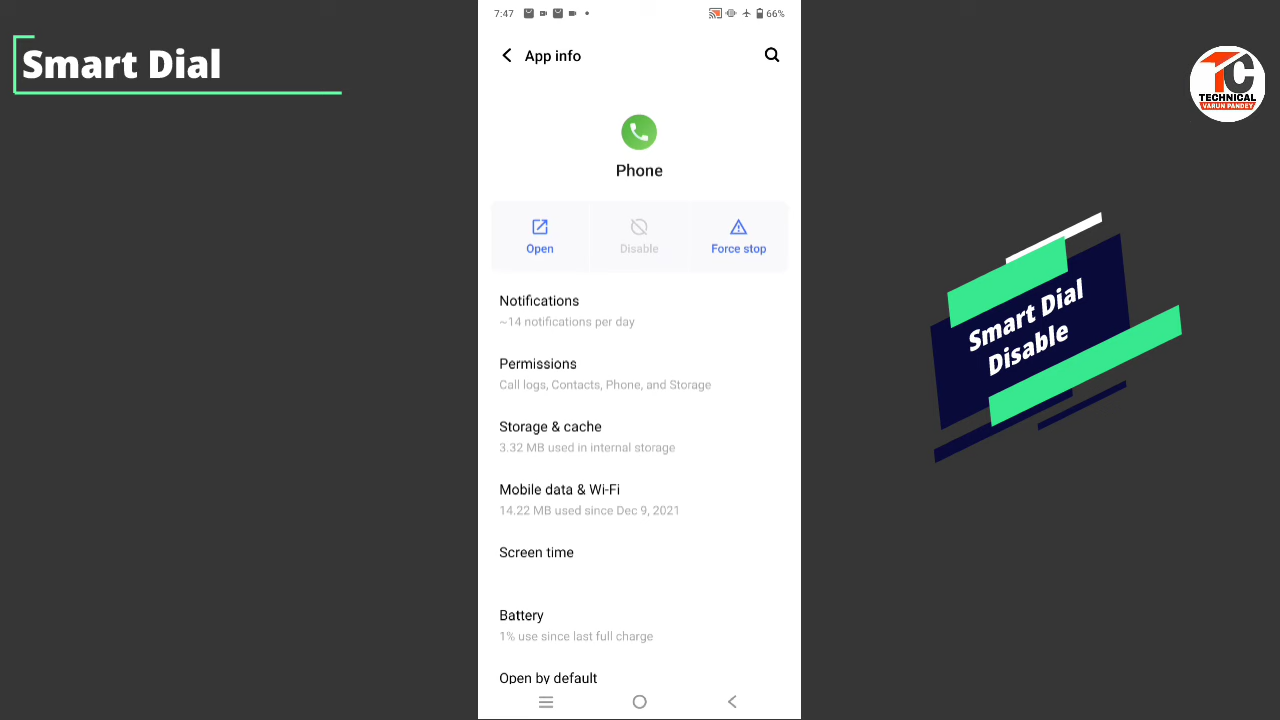 Smart Dial
7:47
66%
App info
TC
TECHNICAL
VARUN PANDEY
Phone
Open
Disable
Force stop
Notifications
~14 notifications per day
Permissions
Call logs, Contacts, Phone, and Storage
Storage & cache
3.32 MB used in internal storage
Mobile data & Wi-Fi
14.22 MB used since Dec 9, 2021
Screen time
Battery
1% use since last full charge
Open by default
Smart Dial
Disable